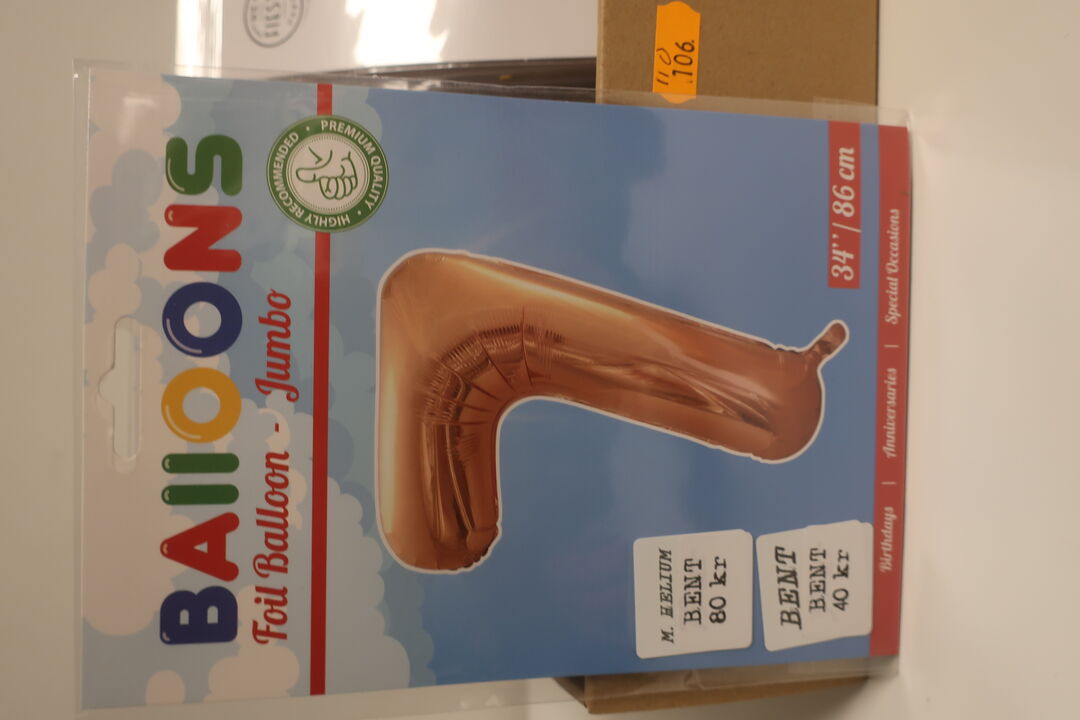 BAllOONS
Foil Balloon - Jumbo
HIGHLY RECOMMENDED • PREMIUM QUALITY •
34'' | 86 cm
M. HELIUM
BENT
80 kr
BENT
BENT
40 kr
Birthdays | Anniversaries | Special Occasions
110
106.